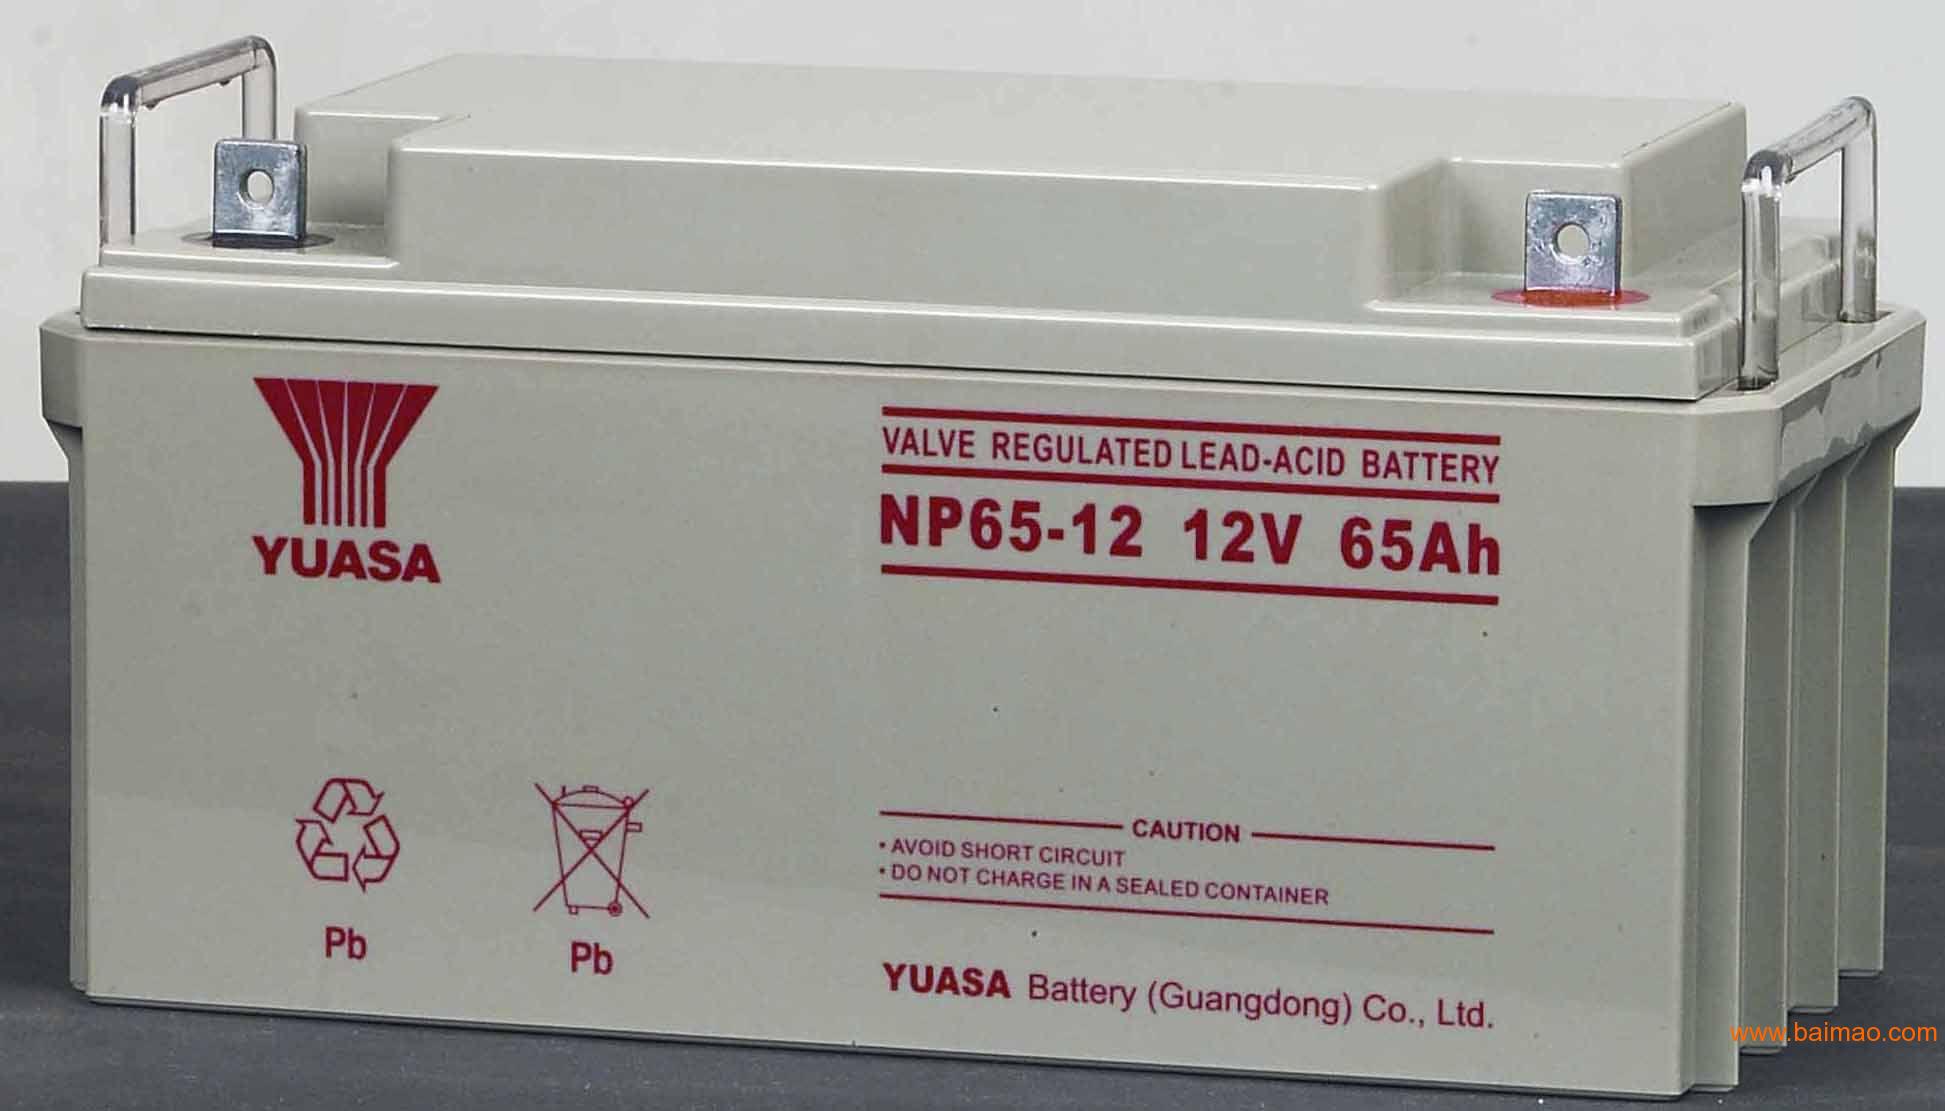 YUASA
VALVE REGULATED LEAD-ACID BATTERY
NP65-12 12V 65Ah
Pb
Pb
CAUTION
• AVOID SHORT CIRCUIT
• DO NOT CHARGE IN A SEALED CONTAINER
YUASA Battery (Guangdong) Co., Ltd.
www.baimao.com